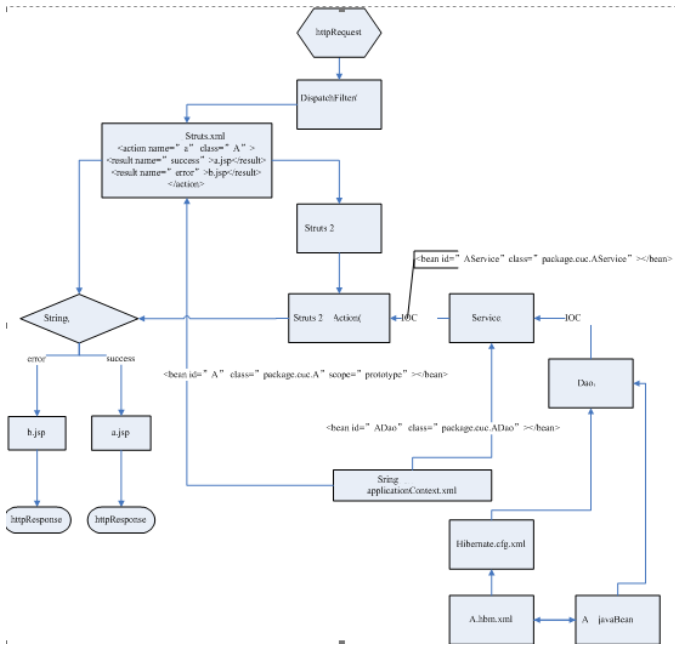 httpRequest
DispatchFilter(
Struts.xml
<action name=”a” class=”A”>
<result name=”success”>a.jsp</result>
<result name=”error”>b.jsp</result>
</action>
Struts 2
<bean id=”AService” class=”package.cuc.AService”></bean>
String,
Struts 2 Action(
IOC
Service
IOC
error
success
<bean id=”A” class=”package.cuc.A” scope=”prototype”></bean>
Dao.
b.jsp
a.jsp
<bean id=”ADao” class=”package.cuc.ADao”></bean>
Sring
applicationContext.xml
httpResponse
httpResponse
Hibernate.cfg.xml
A.hbm.xml
A javaBean